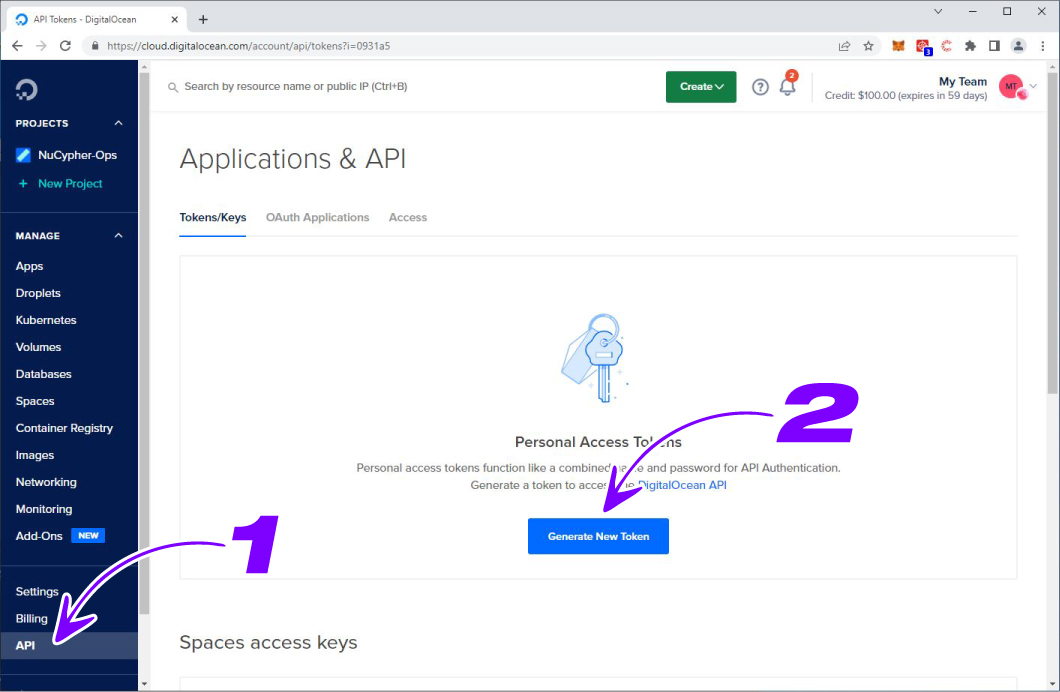 API Tokens - DigitalOcean
https://cloud.digitalocean.com/account/api/tokens?i=0931a5
3
Search by resource name or public IP (Ctrl+B)
Create
?
2
My Team
Credit: $100.00 (expires in 59 days)
MT
PROJECTS
NuCypher-Ops
+ New Project
MANAGE
Apps
Droplets
Kubernetes
Volumes
Databases
Spaces
Container Registry
Images
Networking
Monitoring
Add-Ons NEW
Settings
Billing
API
1
Applications & API
Tokens/Keys OAuth Applications Access
2
Personal Access Tokens
Personal access tokens function like a combined and password for API Authentication.
Generate a token to access DigitalOcean API
Generate New Token
Spaces access keys